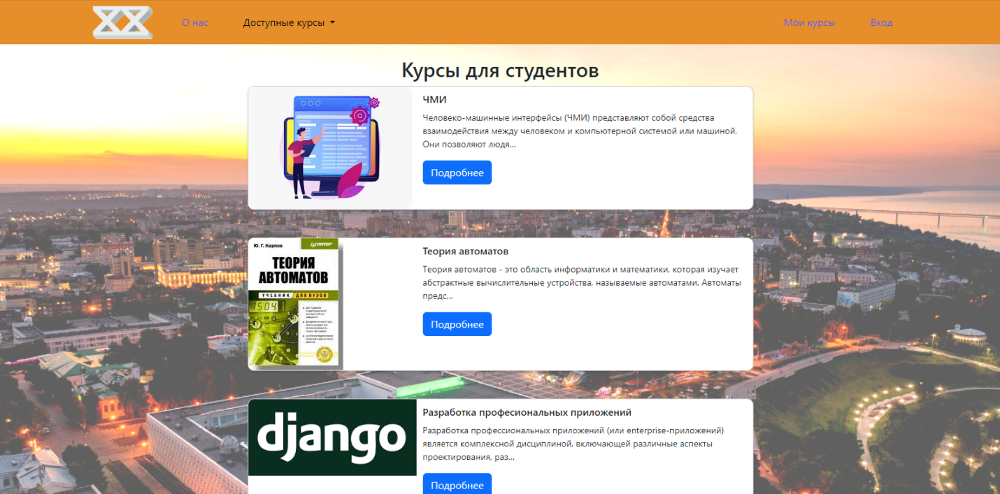 О нас
Доступные курсы
Мои курсы
Вход
Курсы для студентов
ЧМИ
Человеко-машинные интерфейсы (ЧМИ) представляют собой средства
взаимодействия между человеком и компьютерной системой или машиной.
Они позволяют людя...
Подробнее
Ю. Г. Карпов
ПИТЕР
ТЕОРИЯ
АВТОМАТОВ
УЧЕБНИК ДЛЯ ВУЗОВ
1504
Теория автоматов
Теория автоматов - это область информатики и математики, которая изучает
абстрактные вычислительные устройства, называемые автоматами. Автоматы
предс...
Подробнее
django
Разработка професиональных приложений
Разработка профессиональных приложений (или enterprise-приложений)
является комплексной дисциплиной, включающей различные аспекты
проектирования, раз...
Подробнее